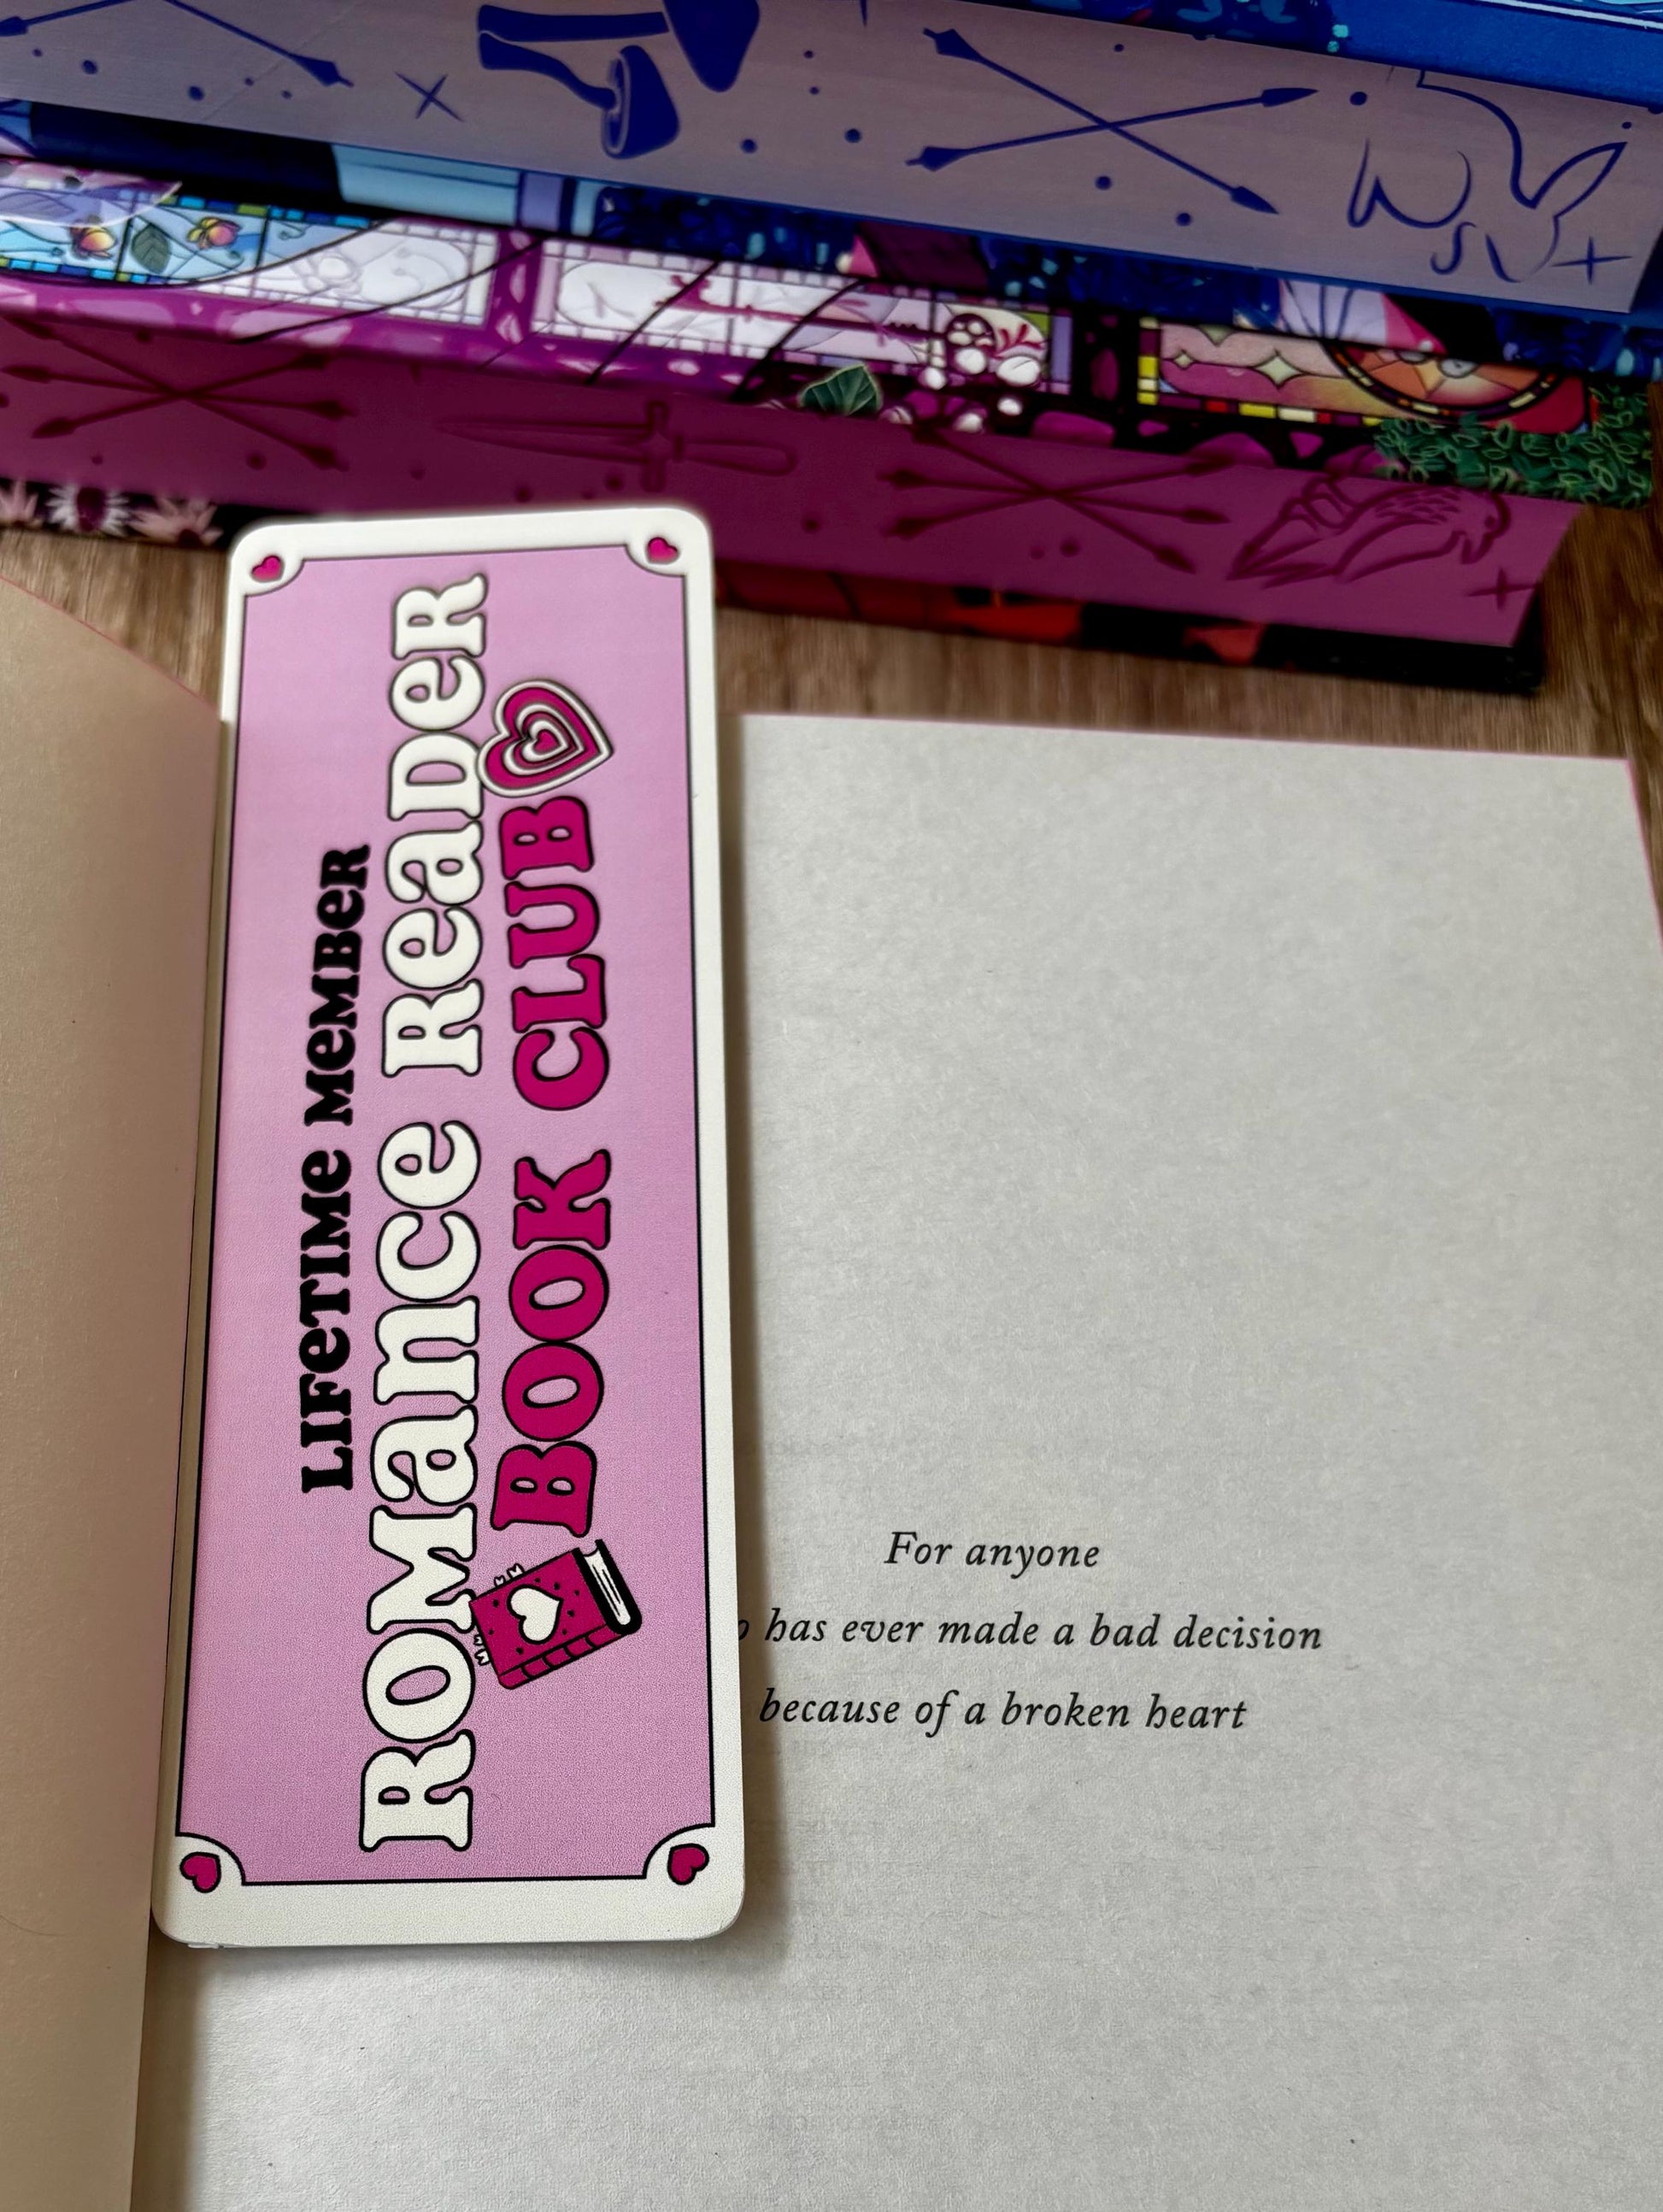 LIFETIME MEMBER
ROMANCE READER
BOOK CLUB
For anyone
has ever made a bad decision
because of a broken heart